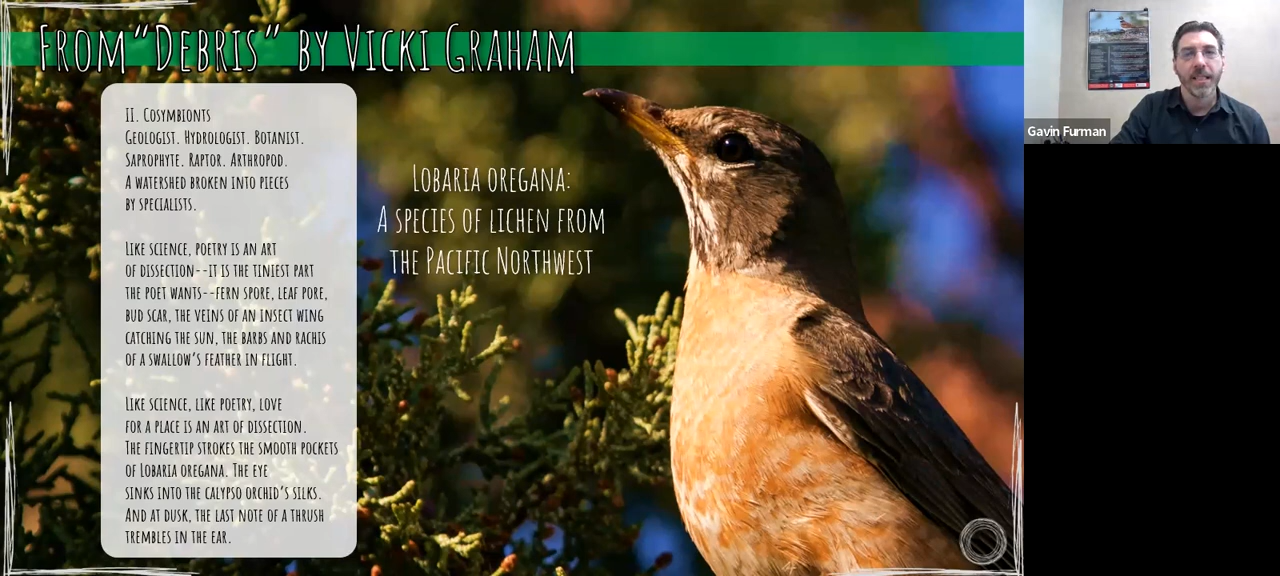 From "Debris" by Vicki Graham
II. Cosymbionts
Geologist. Hydrologist. Botanist.
Saprophyte. Raptor. Arthropod.
A watershed broken into pieces
by specialists.
Like science, poetry is an art
of dissection--it is the tiniest part
the poet wants--fern spore, leaf pore,
bud scar, the veins of an insect wing
catching the sun, the barbs and rachis
of a swallow's feather in flight.
Like science, like poetry, love
for a place is an art of dissection.
The fingertip strokes the smooth pockets
of Lobaria oregana. The eye
sinks into the calypso orchid's silks.
And at dusk, the last note of a thrush
trembles in the ear.
Lobaria oregana:
A species of lichen from
the Pacific Northwest
Gavin Furman